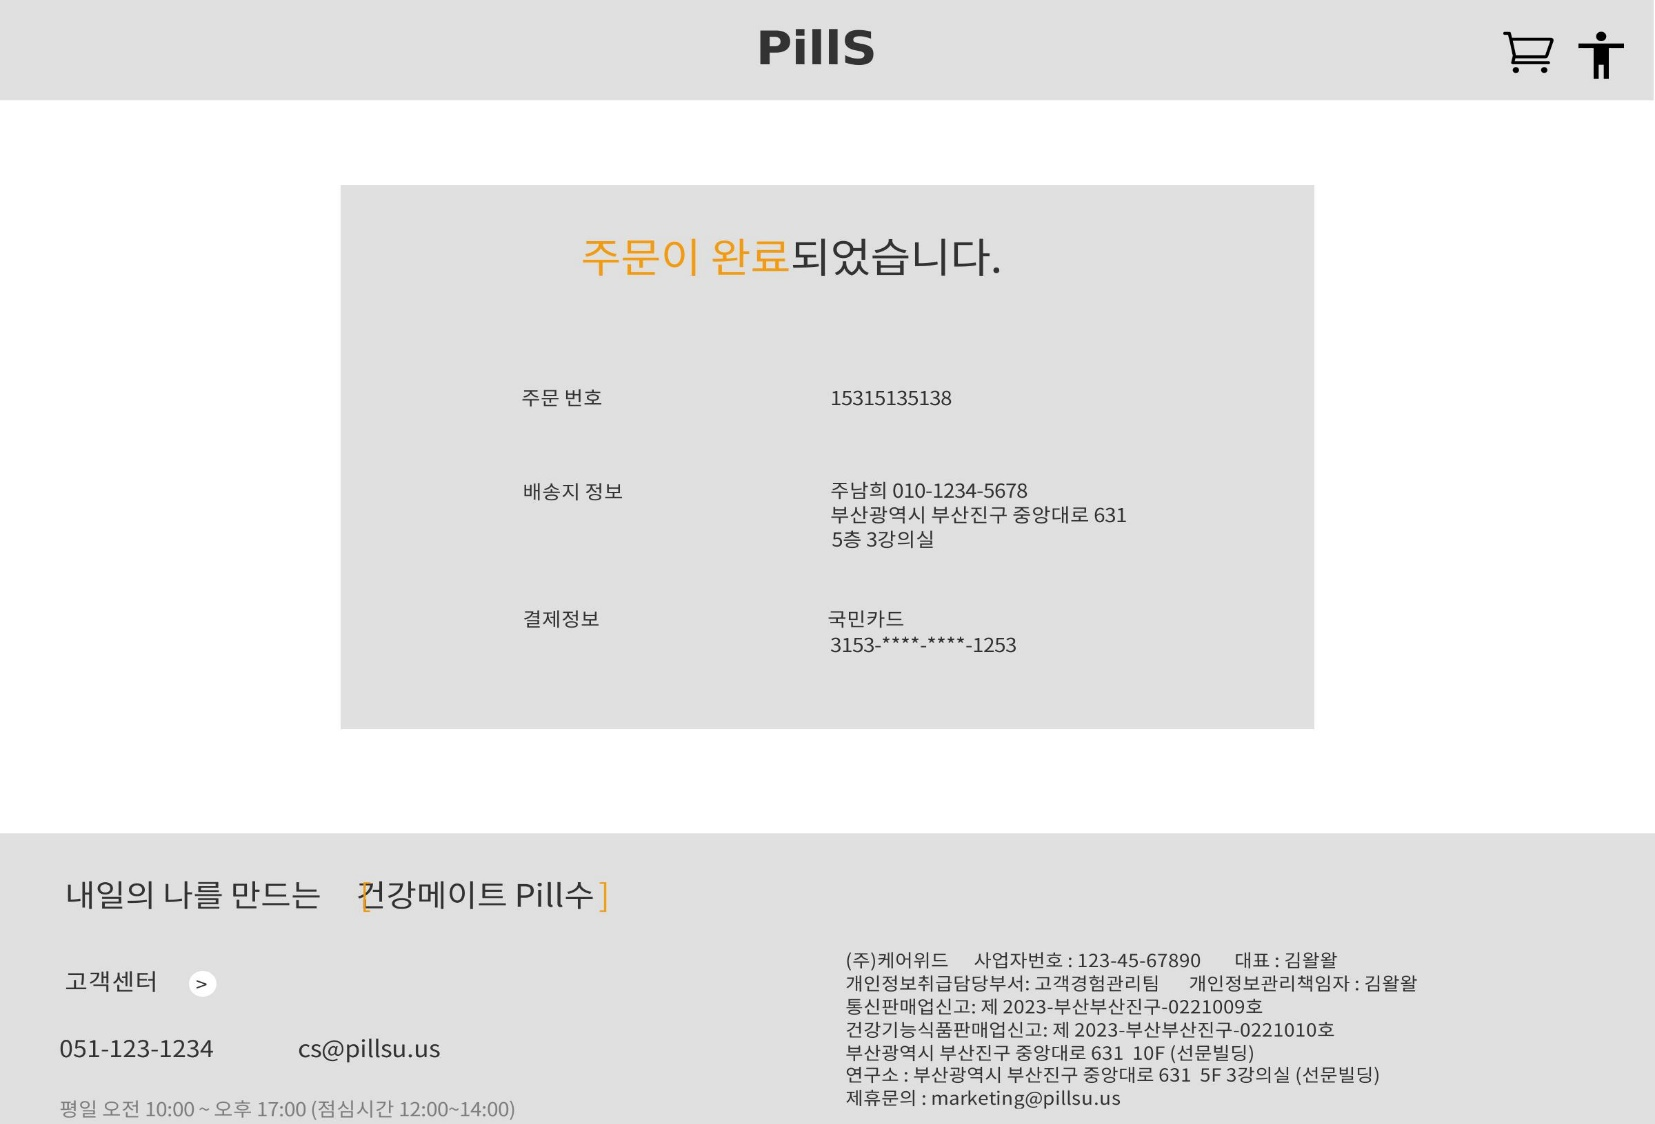 PillS
주문이 완료되었습니다.
주문 번호 15315135138
배송지 정보 주남희 010-1234-5678
부산광역시 부산진구 중앙대로 631
5층 3강의실
결제정보 국민카드
3153-****-****-1253
내일의 나를 만드는 [건강메이트 Pill수]
고객센터 >
051-123-1234 cs@pillsu.us
평일 오전 10:00 ~ 오후 17:00 (점심시간 12:00~14:00)
(주)케어위드 사업자번호 : 123-45-67890 대표 : 김왈왈
개인정보취급담당부서: 고객경험관리팀 개인정보관리책임자 : 김왈왈
통신판매업신고: 제 2023-부산부산진구-0221009호
건강기능식품판매업신고: 제 2023-부산부산진구-0221010호
부산광역시 부산진구 중앙대로 631 10F (선문빌딩)
연구소 : 부산광역시 부산진구 중앙대로 631 5F 3강의실 (선문빌딩)
제휴문의 : marketing@pillsu.us